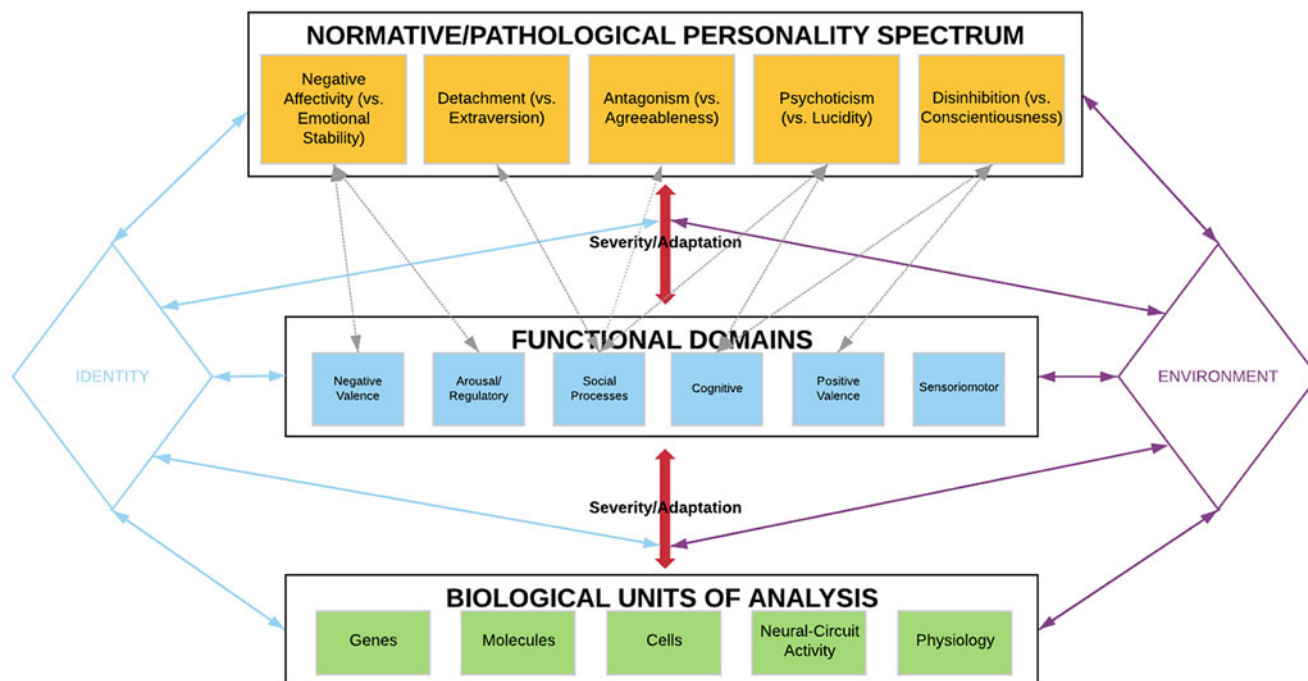 NORMATIVE/PATHOLOGICAL PERSONALITY SPECTRUM
Negative
Affectivity (vs.
Emotional
Stability)
Detachment (vs.
Extraversion)
Antagonism (vs.
Agreeableness)
Psychoticism
(vs. Lucidity)
Disinhibition (vs.
Conscientiousness)
Severity/Adaptation
FUNCTIONAL DOMAINS
IDENTITY
Negative
Valence
Arousal/
Regulatory
Social
Processes
Cognitive
Positive
Valence
Sensoriomotor
ENVIRONMENT
Severity/Adaptation
BIOLOGICAL UNITS OF ANALYSIS
Genes
Molecules
Cells
Neural-Circuit
Activity
Physiology